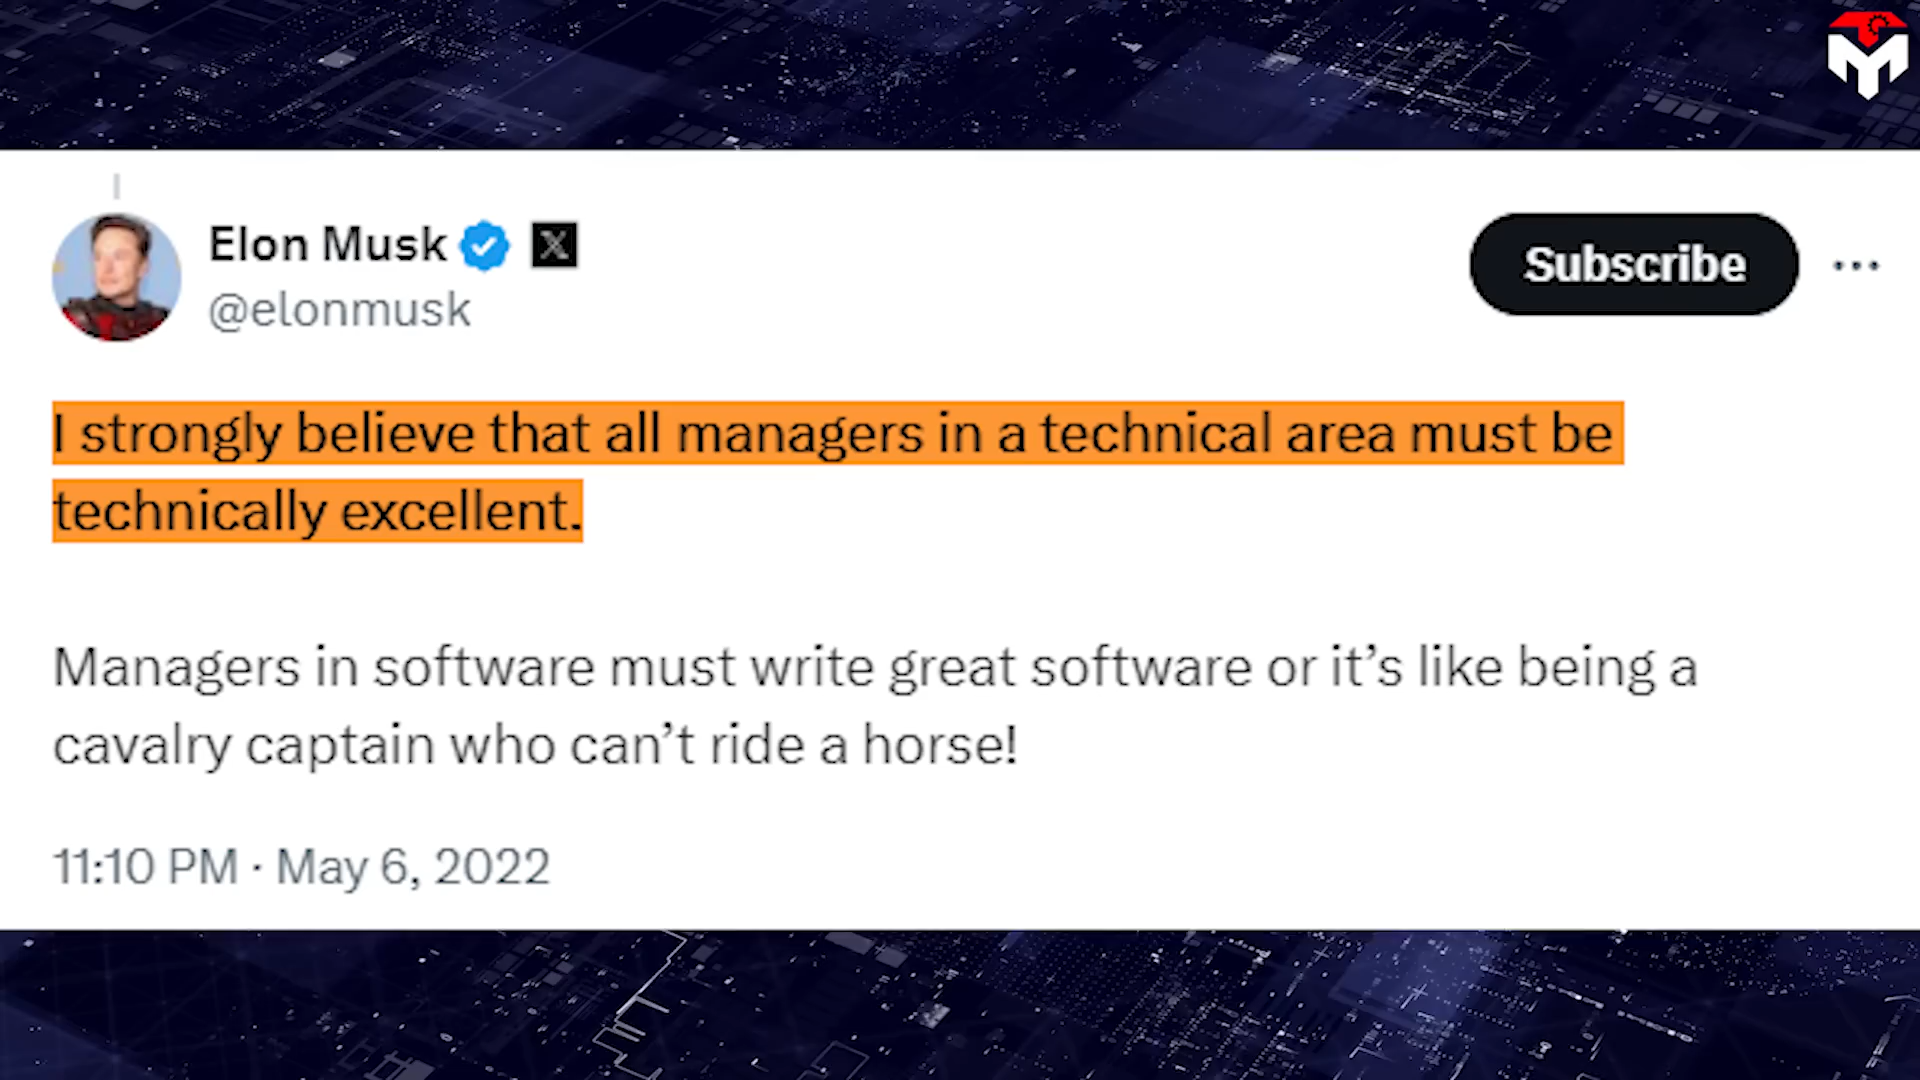 Elon Musk
@elonmusk
Subscribe
I strongly believe that all managers in a technical area must be
technically excellent.
Managers in software must write great software or it’s like being a
cavalry captain who can’t ride a horse!
11:10 PM · May 6, 2022